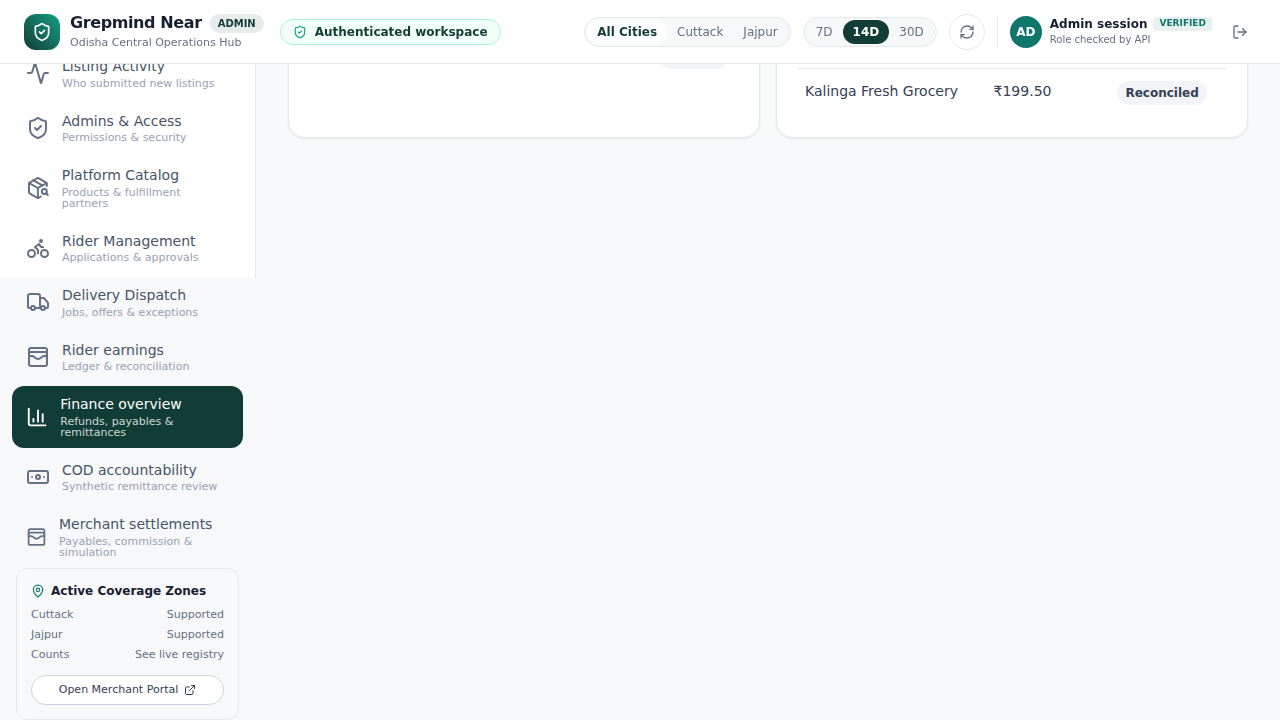 Grepmind Near ADMIN
Odisha Central Operations Hub
Authenticated workspace
All Cities Cuttack Jajpur
7D 14D 30D
AD
Admin session VERIFIED
Role checked by API
Listing Activity
Who submitted new listings
Admins & Access
Permissions & security
Platform Catalog
Products & fulfillment
partners
Rider Management
Applications & approvals
Delivery Dispatch
Jobs, offers & exceptions
Rider earnings
Ledger & reconciliation
Finance overview
Refunds, payables &
remittances
COD accountability
Synthetic remittance review
Merchant settlements
Payables, commission &
simulation
Active Coverage Zones
Cuttack Supported
Jajpur Supported
Counts See live registry
Open Merchant Portal
Kalinga Fresh Grocery ₹199.50 Reconciled